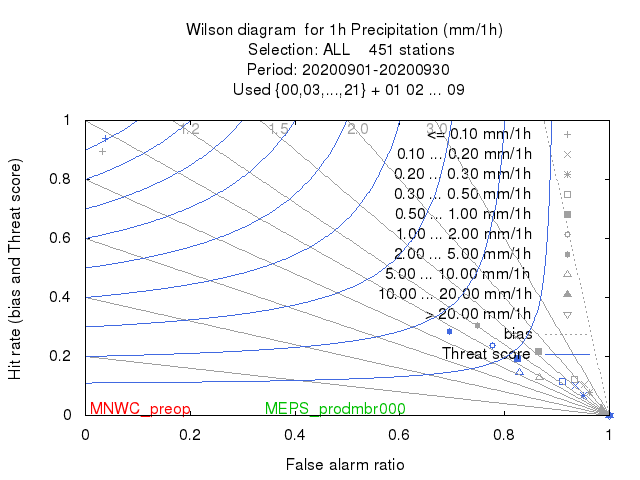 Wilson diagram  for 1h Precipitation (mm/1h)
Selection: ALL    451 stations
Period: 20200901-20200930
Used {00,03,...,21} + 01 02 ... 09
1.2 1.5 2.0 3.0
<= 0.10 mm/1h
0.10 ... 0.20 mm/1h
0.20 ... 0.30 mm/1h
0.30 ... 0.50 mm/1h
0.50 ... 1.00 mm/1h
1.00 ... 2.00 mm/1h
2.00 ... 5.00 mm/1h
5.00 ... 10.00 mm/1h
10.00 ... 20.00 mm/1h
> 20.00 mm/1h
bias
Threat score
1
0.8
0.6
0.4
0.2
0
Hit rate (bias and Threat score)
MNWC_preop MEPS_prodmbr000
0 0.2 0.4 0.6 0.8 1
False alarm ratio